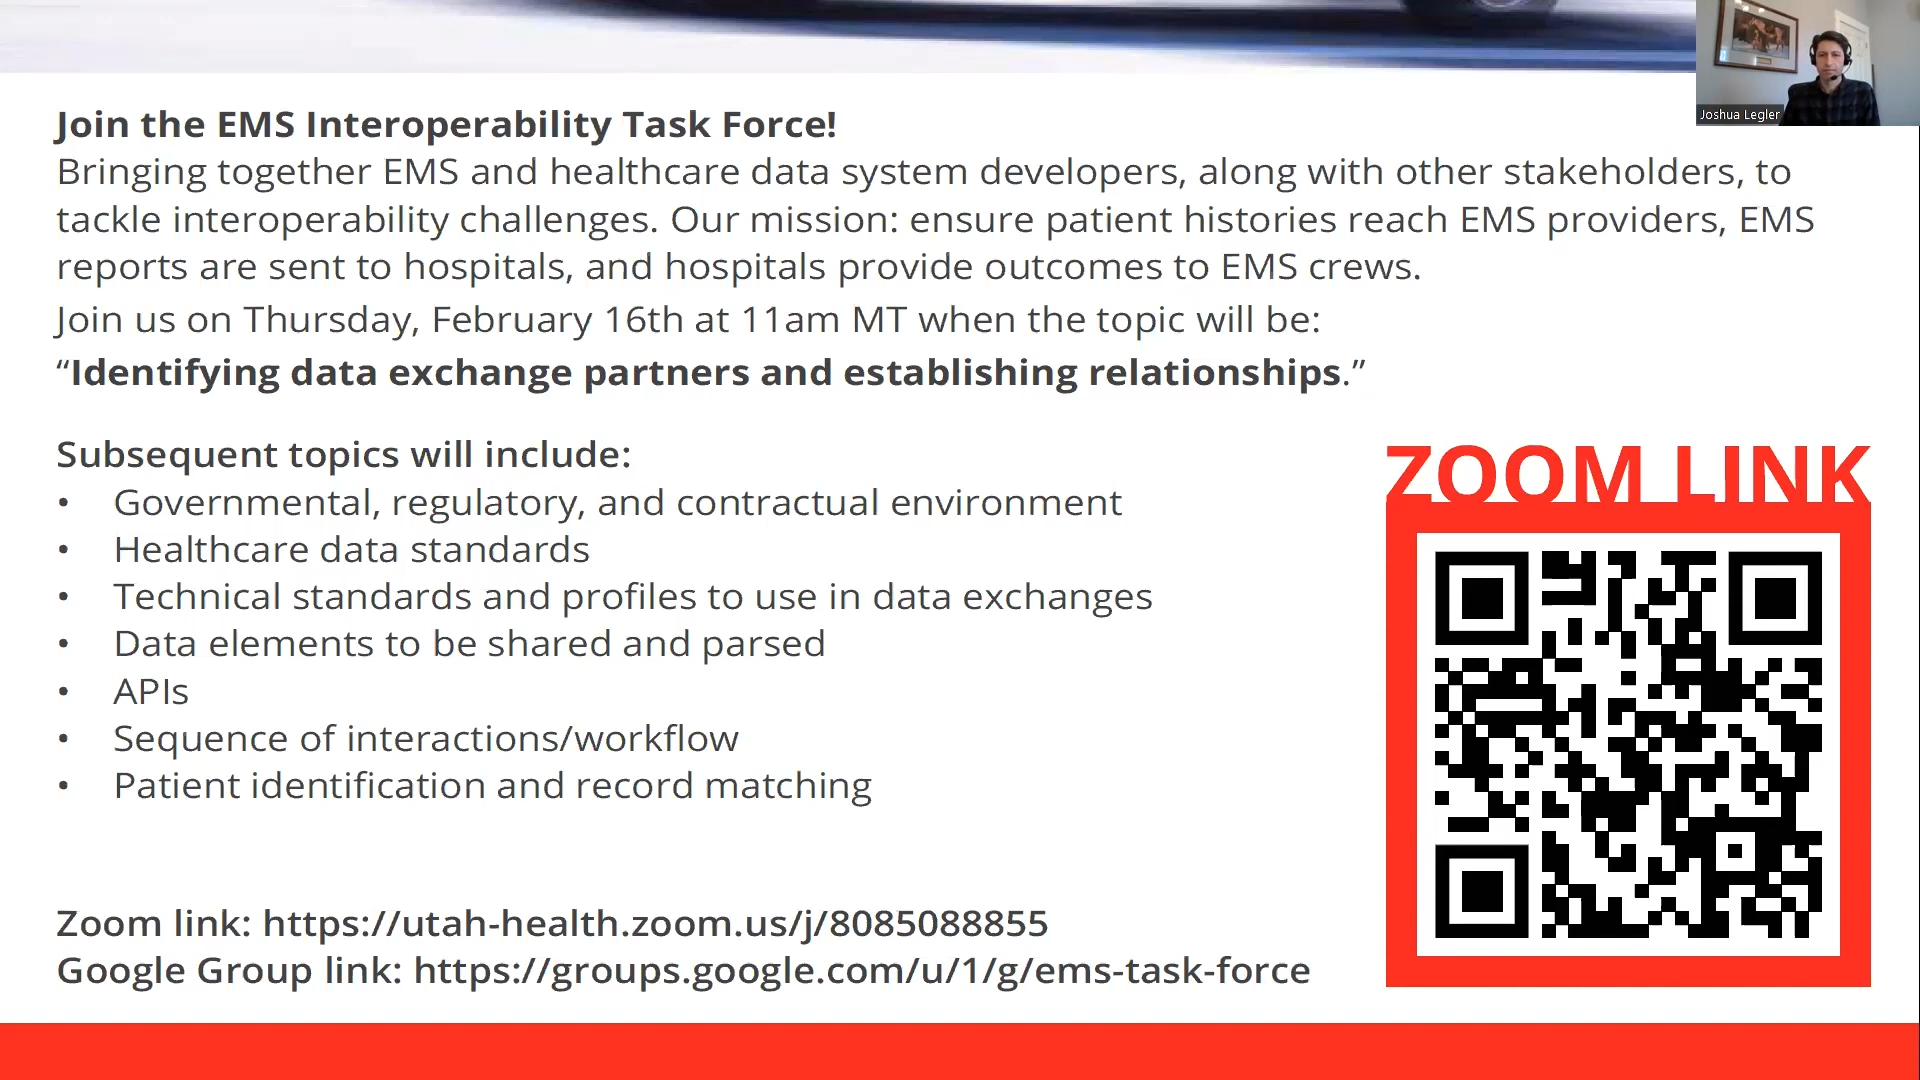 Joshua Legler
Join the EMS Interoperability Task Force!
Bringing together EMS and healthcare data system developers, along with other stakeholders, to
tackle interoperability challenges. Our mission: ensure patient histories reach EMS providers, EMS
reports are sent to hospitals, and hospitals provide outcomes to EMS crews.
Join us on Thursday, February 16th at 11am MT when the topic will be:
“Identifying data exchange partners and establishing relationships.”
Subsequent topics will include:
• Governmental, regulatory, and contractual environment
• Healthcare data standards
• Technical standards and profiles to use in data exchanges
• Data elements to be shared and parsed
• APIs
• Sequence of interactions/workflow
• Patient identification and record matching
ZOOM LINK
Zoom link: https://utah-health.zoom.us/j/8085088855
Google Group link: https://groups.google.com/u/1/g/ems-task-force